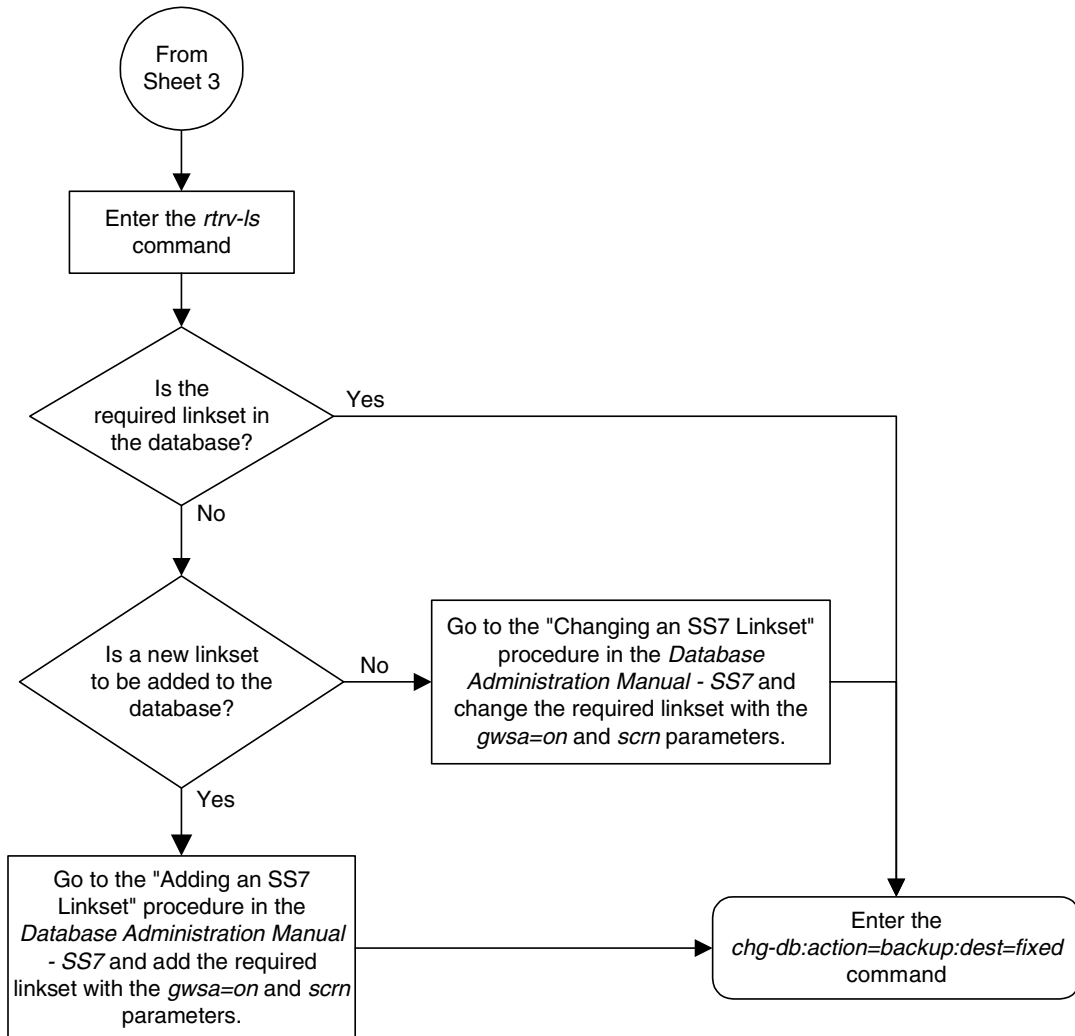 From
Sheet 3
Enter the rtrv-ls
command
Is the
required linkset in
the database?
Yes
No
Is a new linkset
to be added to the
database?
No
Go to the "Changing an SS7 Linkset"
procedure in the Database
Administration Manual - SS7 and
change the required linkset with the
gwsa=on and scrn parameters.
Yes
Go to the "Adding an SS7
Linkset" procedure in the
Database Administration Manual
- SS7 and add the required
linkset with the gwsa=on and scrn
parameters.
Enter the
chg-db:action=backup:dest=fixed
command